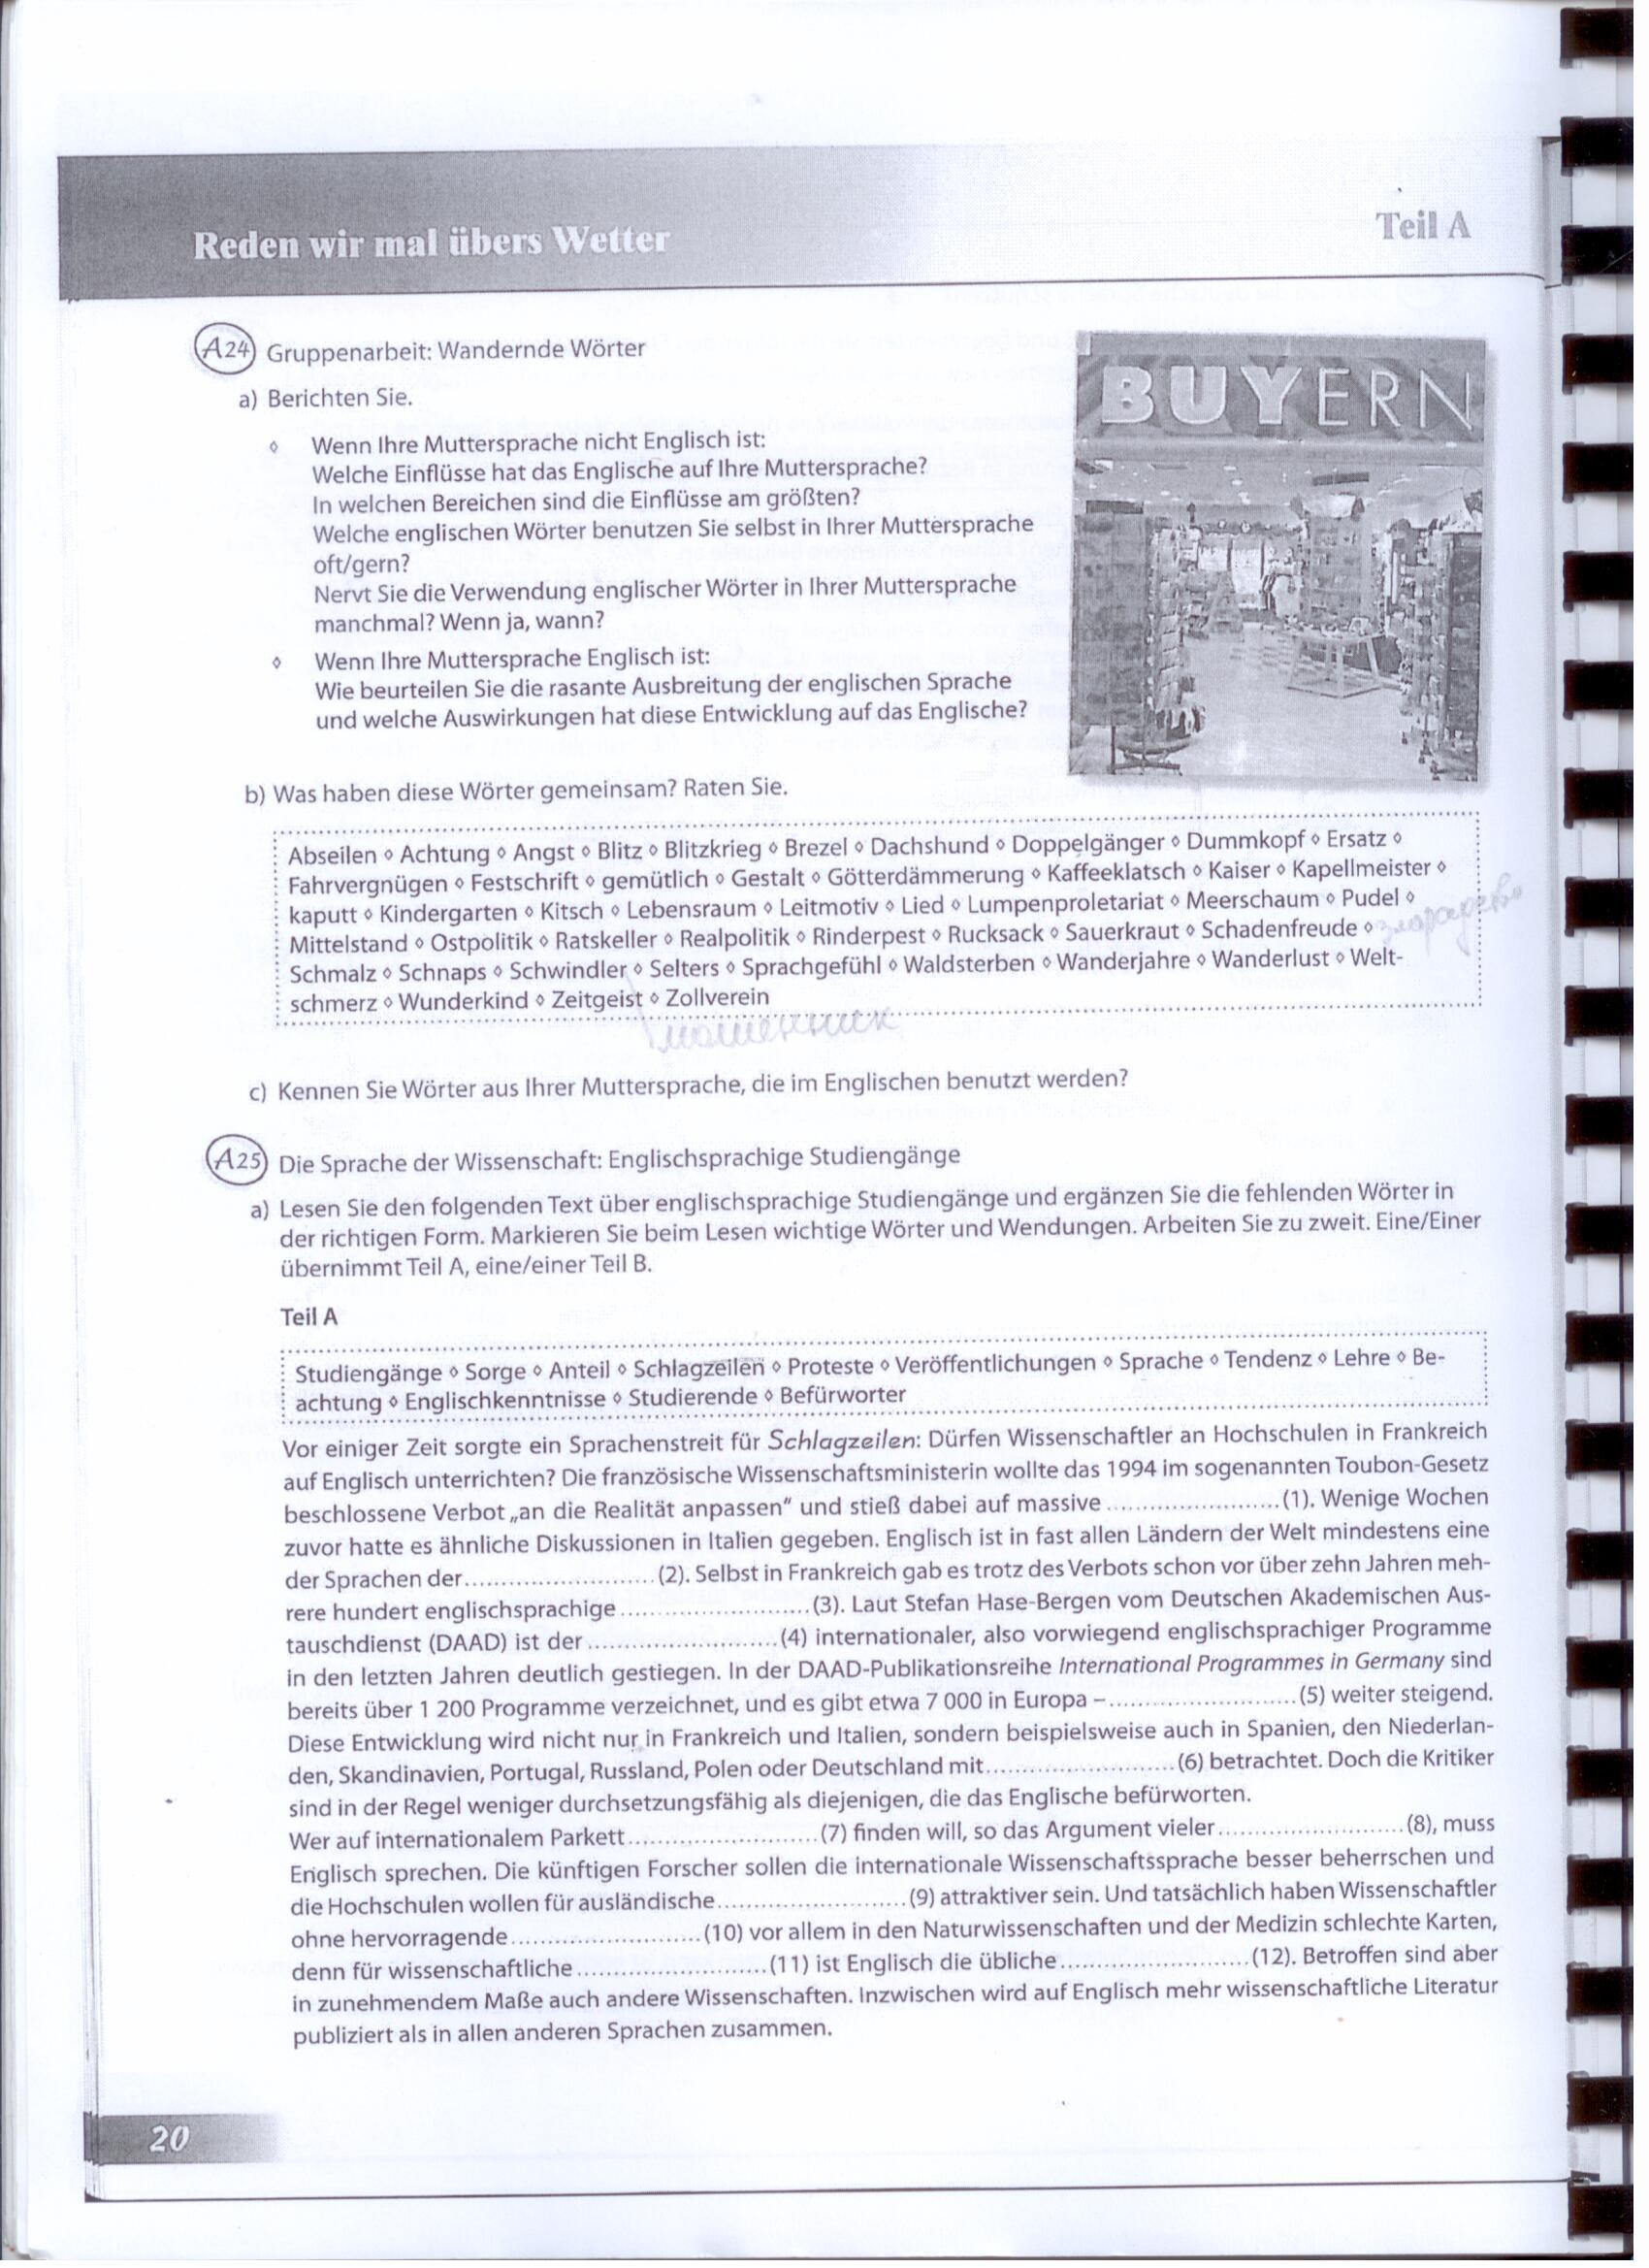 Reden wir mal übers Wetter
Teil A
A24 Gruppenarbeit: Wandernde Wörter
a) Berichten Sie.
◊ Wenn Ihre Muttersprache nicht Englisch ist:
Welche Einflüsse hat das Englische auf Ihre Muttersprache?
In welchen Bereichen sind die Einflüsse am größten?
Welche englischen Wörter benutzen Sie selbst in Ihrer Muttersprache
oft/gern?
Nervt Sie die Verwendung englischer Wörter in Ihrer Muttersprache
manchmal? Wenn ja, wann?
◊ Wenn Ihre Muttersprache Englisch ist:
Wie beurteilen Sie die rasante Ausbreitung der englischen Sprache
und welche Auswirkungen hat diese Entwicklung auf das Englische?
BUYERN
b) Was haben diese Wörter gemeinsam? Raten Sie.
Abseilen ◊ Achtung ◊ Angst ◊ Blitz ◊ Blitzkrieg ◊ Brezel ◊ Dachshund ◊ Doppelgänger ◊ Dummkopf ◊ Ersatz ◊
Fahrvergnügen ◊ Festschrift ◊ gemütlich ◊ Gestalt ◊ Götterdämmerung ◊ Kaffeeklatsch ◊ Kaiser ◊ Kapellmeister ◊
kaputt ◊ Kindergarten ◊ Kitsch ◊ Lebensraum ◊ Leitmotiv ◊ Lied ◊ Lumpenproletariat ◊ Meerschaum ◊ Pudel ◊
Mittelstand ◊ Ostpolitik ◊ Ratskeller ◊ Realpolitik ◊ Rinderpest ◊ Rucksack ◊ Sauerkraut ◊ Schadenfreude ◊
Schmalz ◊ Schnaps ◊ Schwindler ◊ Selters ◊ Sprachgefühl ◊ Waldsterben ◊ Wanderjahre ◊ Wanderlust ◊ Welt-
schmerz ◊ Wunderkind ◊ Zeitgeist ◊ Zollverein
мошенник
c) Kennen Sie Wörter aus Ihrer Muttersprache, die im Englischen benutzt werden?
A25 Die Sprache der Wissenschaft: Englischsprachige Studiengänge
a) Lesen Sie den folgenden Text über englischsprachige Studiengänge und ergänzen Sie die fehlenden Wörter in
der richtigen Form. Markieren Sie beim Lesen wichtige Wörter und Wendungen. Arbeiten Sie zu zweit. Eine/Einer
übernimmt Teil A, eine/einer Teil B.
Teil A
Studiengänge ◊ Sorge ◊ Anteil ◊ Schlagzeilen ◊ Proteste ◊ Veröffentlichungen ◊ Sprache ◊ Tendenz ◊ Lehre ◊ Be-
achtung ◊ Englischkenntnisse ◊ Studierende ◊ Befürworter
Vor einiger Zeit sorgte ein Sprachenstreit für Schlagzeilen: Dürfen Wissenschaftler an Hochschulen in Frankreich
auf Englisch unterrichten? Die französische Wissenschaftsministerin wollte das 1994 im sogenannten Toubon-Gesetz
beschlossene Verbot „an die Realität anpassen“ und stieß dabei auf massive ........................ (1). Wenige Wochen
zuvor hatte es ähnliche Diskussionen in Italien gegeben. Englisch ist in fast allen Ländern der Welt mindestens eine
der Sprachen der.......................... (2). Selbst in Frankreich gab es trotz des Verbots schon vor über zehn Jahren meh-
rere hundert englischsprachige .......................... (3). Laut Stefan Hase-Bergen vom Deutschen Akademischen Aus-
tauschdienst (DAAD) ist der .......................... (4) internationaler, also vorwiegend englischsprachiger Programme
in den letzten Jahren deutlich gestiegen. In der DAAD-Publikationsreihe International Programmes in Germany sind
bereits über 1 200 Programme verzeichnet, und es gibt etwa 7 000 in Europa – .......................... (5) weiter steigend.
Diese Entwicklung wird nicht nur in Frankreich und Italien, sondern beispielsweise auch in Spanien, den Niederlan-
den, Skandinavien, Portugal, Russland, Polen oder Deutschland mit.......................... (6) betrachtet. Doch die Kritiker
sind in der Regel weniger durchsetzungsfähig als diejenigen, die das Englische befürworten.
Wer auf internationalem Parkett.......................... (7) finden will, so das Argument vieler.......................... (8), muss
Englisch sprechen. Die künftigen Forscher sollen die internationale Wissenschaftssprache besser beherrschen und
die Hochschulen wollen für ausländische.......................... (9) attraktiver sein. Und tatsächlich haben Wissenschaftler
ohne hervorragende.......................... (10) vor allem in den Naturwissenschaften und der Medizin schlechte Karten,
denn für wissenschaftliche .......................... (11) ist Englisch die übliche .......................... (12). Betroffen sind aber
in zunehmendem Maße auch andere Wissenschaften. Inzwischen wird auf Englisch mehr wissenschaftliche Literatur
publiziert als in allen anderen Sprachen zusammen.
20